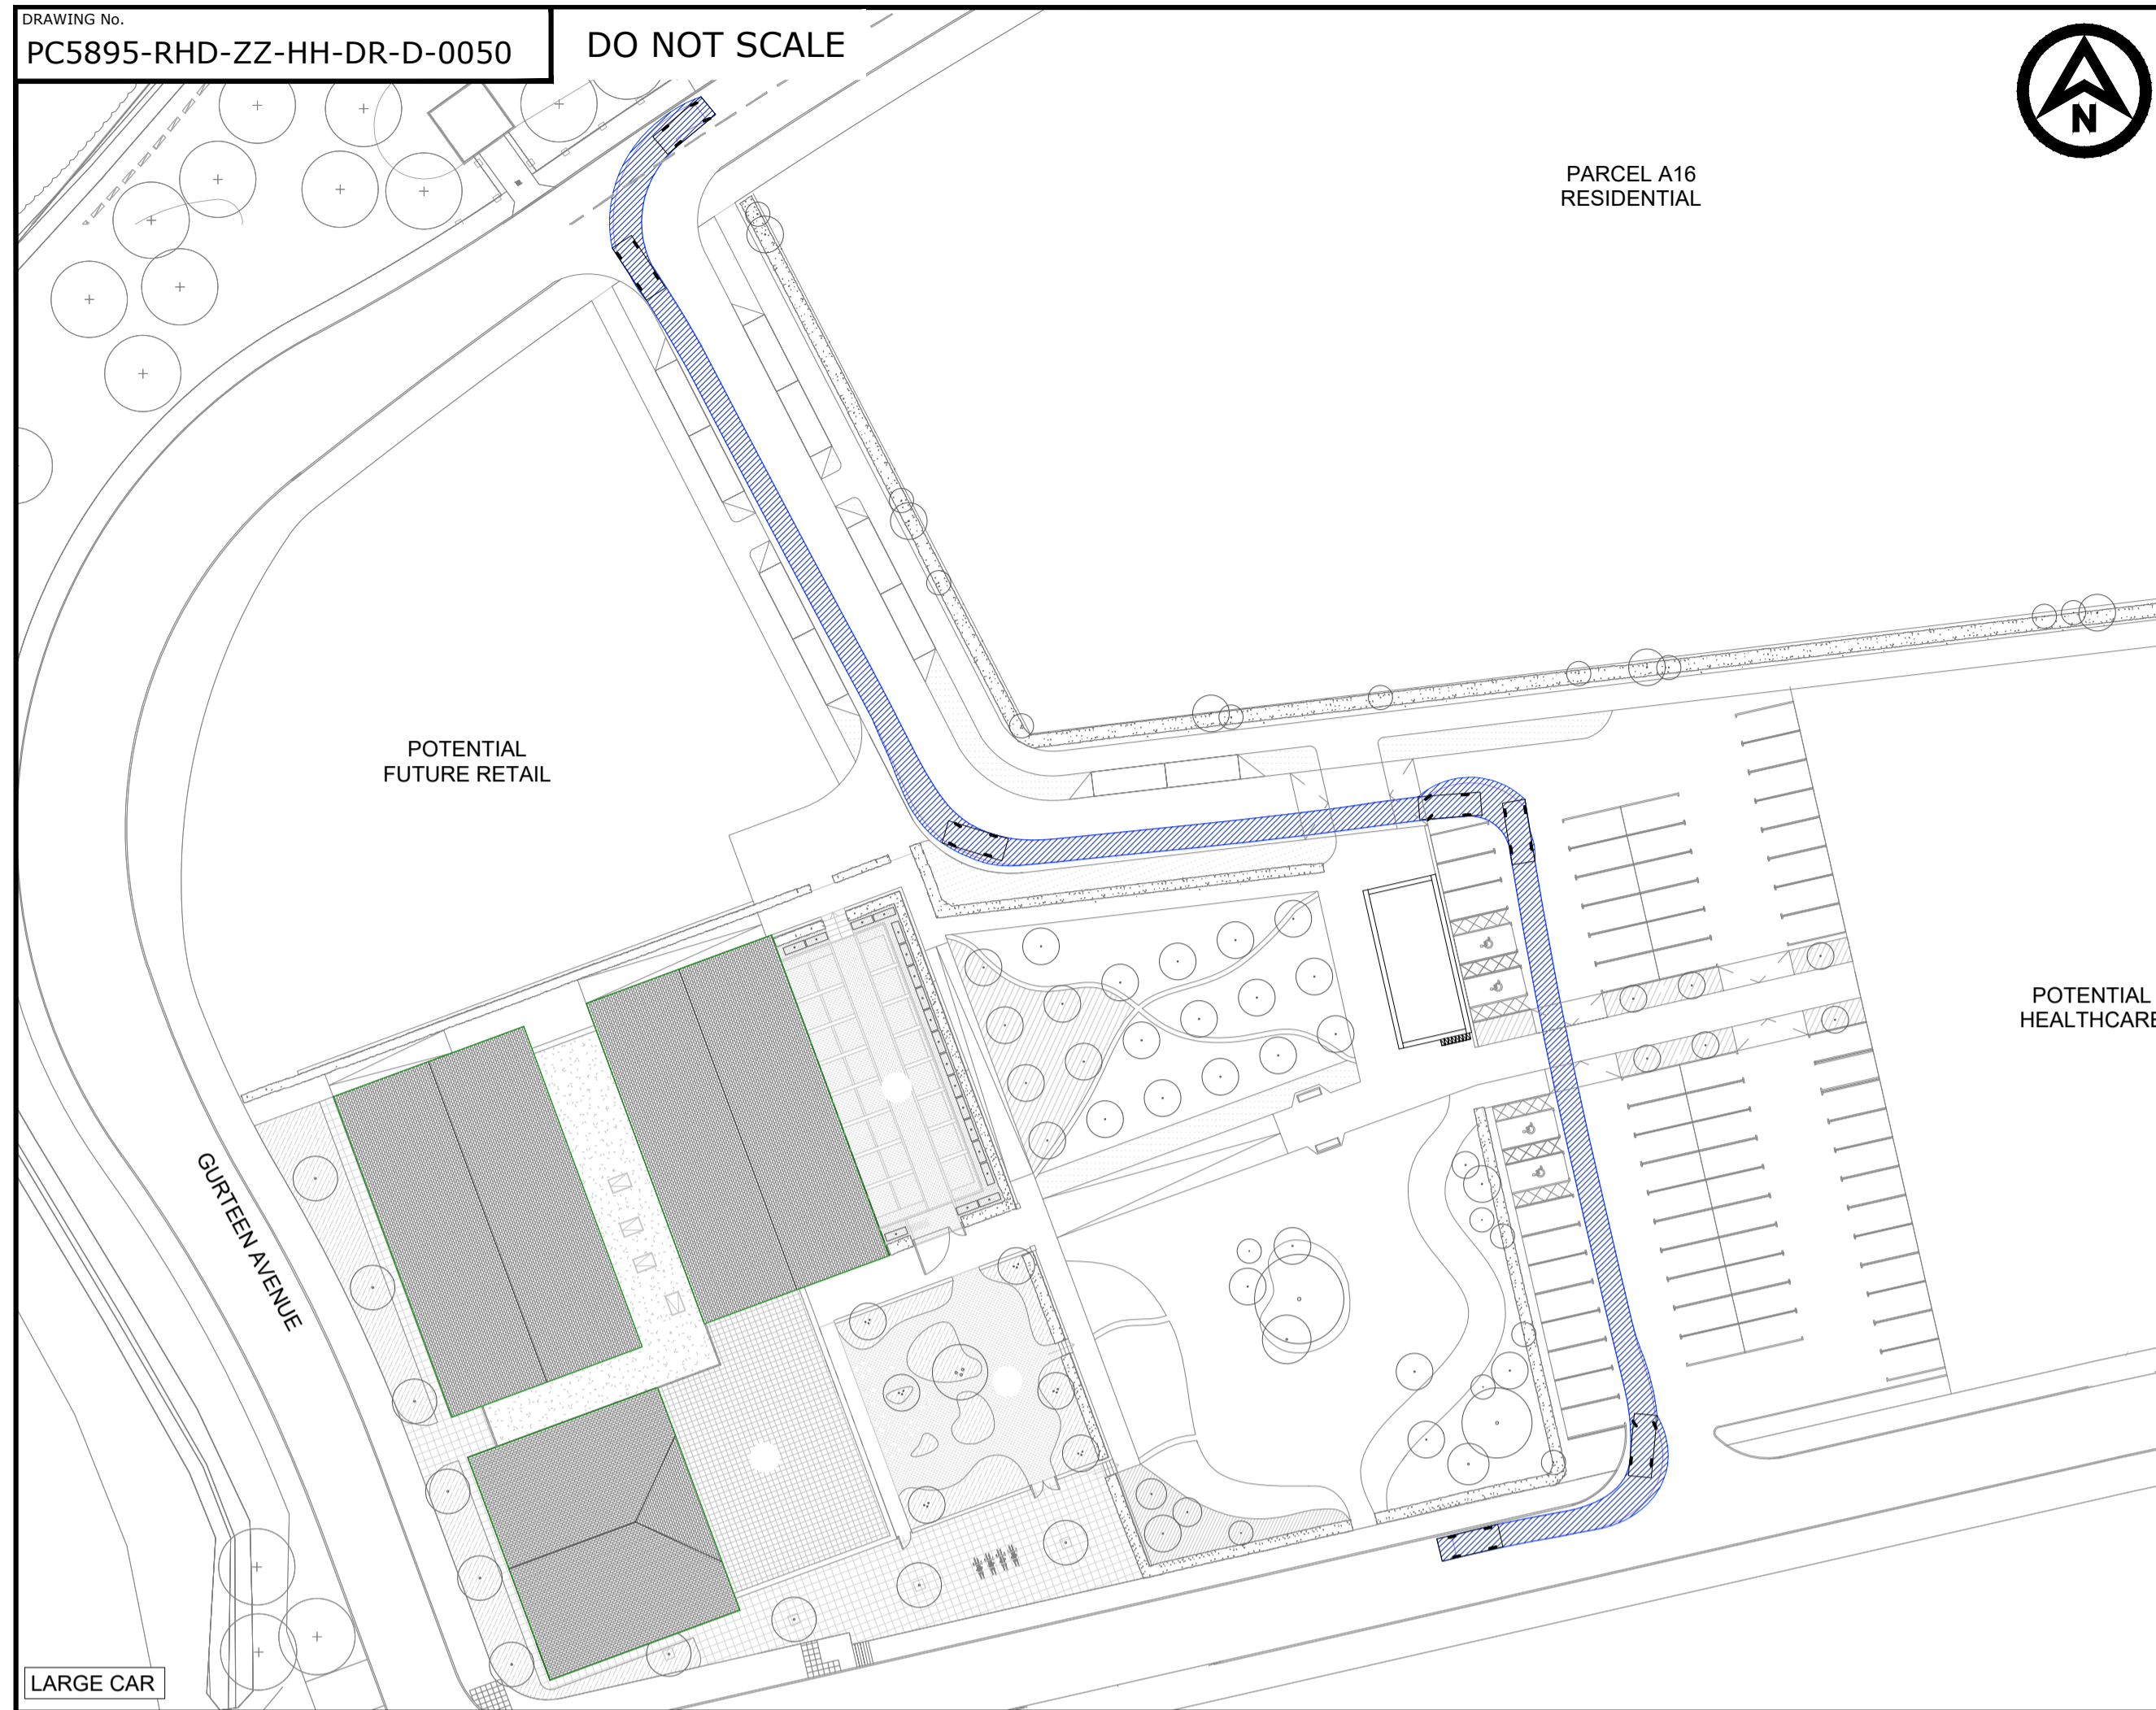 DRAWING No.
PC5895-RHD-ZZ-HH-DR-D-0050
DO NOT SCALE
N
PARCEL A16
RESIDENTIAL
POTENTIAL
FUTURE RETAIL
POTENTIAL
HEALTHCARE
GURTEEN AVENUE
LARGE CAR